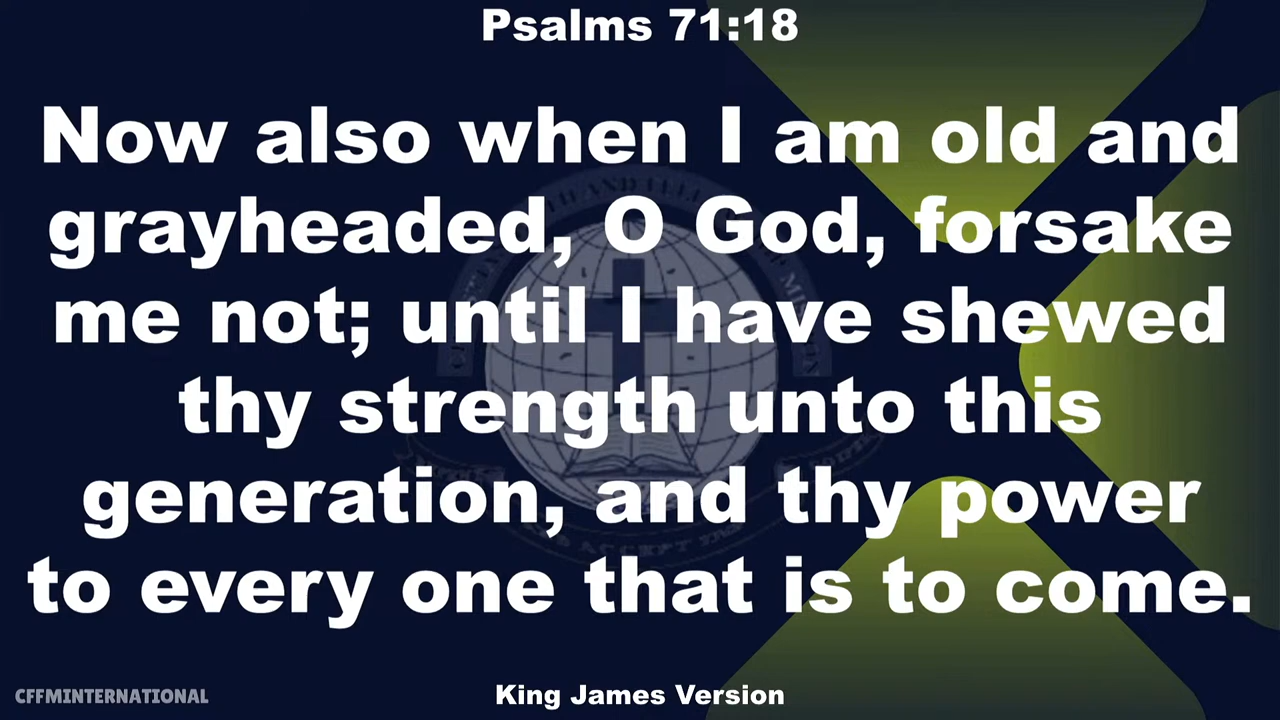 Psalms 71:18
Now also when I am old and
grayheaded, O God, forsake
me not; until I have shewed
thy strength unto this
generation, and thy power
to every one that is to come.
King James Version
CFFMINTERNATIONAL